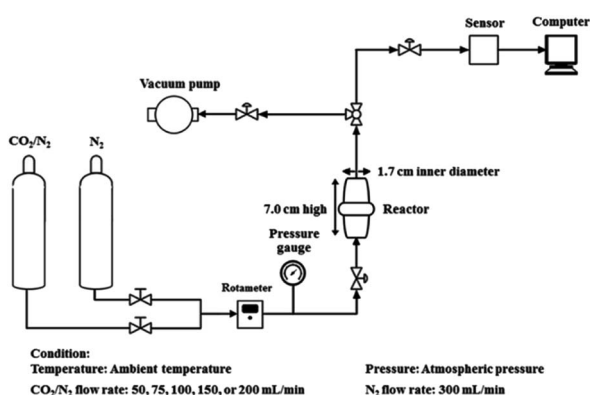 Sensor
Computer
Vacuum pump
CO₂/N₂
N₂
1.7 cm inner diameter
7.0 cm high
Reactor
Pressure
gauge
Rotameter
Condition:
Temperature: Ambient temperature
Pressure: Atmospheric pressure
CO₂/N₂ flow rate: 50, 75, 100, 150, or 200 mL/min
N₂ flow rate: 300 mL/min